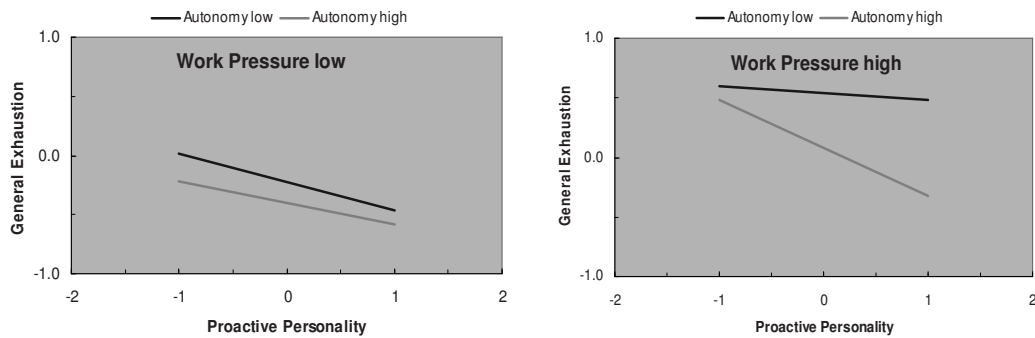 Autonomy low Autonomy high
Work Pressure low
General Exhaustion
1.0
0.0
-1.0
-2 -1 0 1 2
Proactive Personality
Autonomy low Autonomy high
Work Pressure high
General Exhaustion
1.0
0.0
-1.0
-2 -1 0 1 2
Proactive Personality